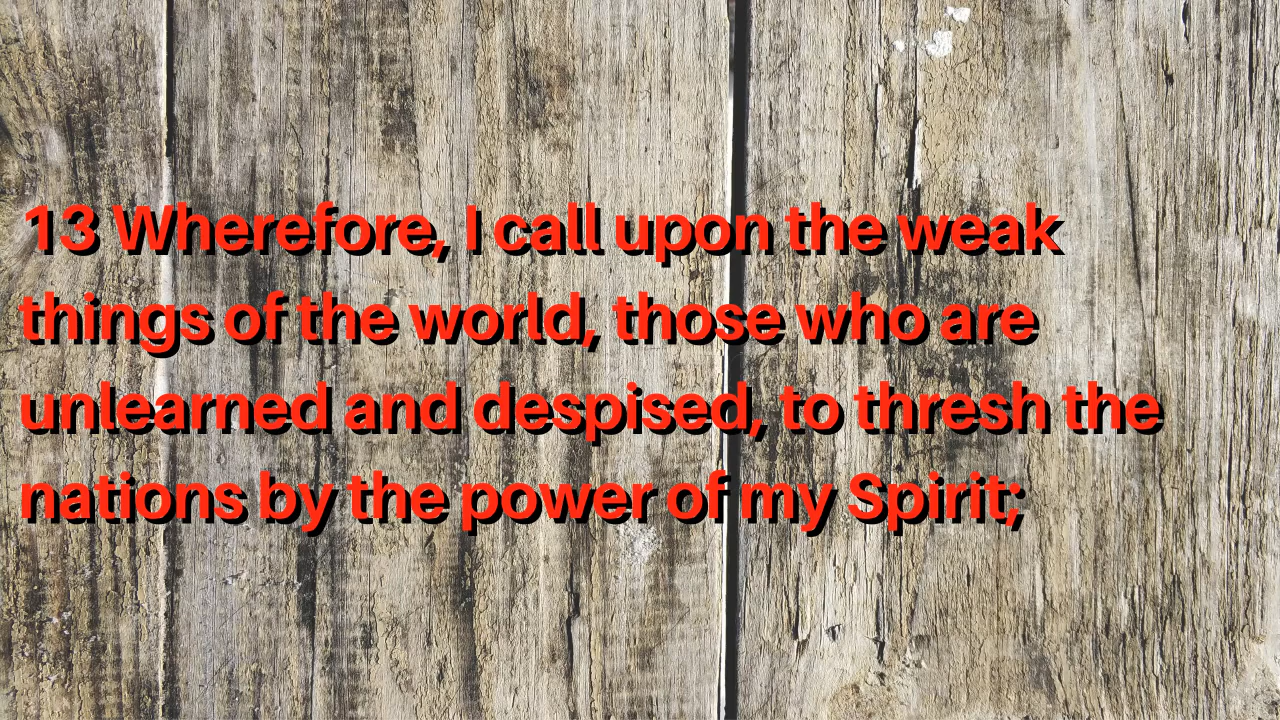 13 Wherefore, I call upon the weak
things of the world, those who are
unlearned and despised, to thresh the
nations by the power of my Spirit;